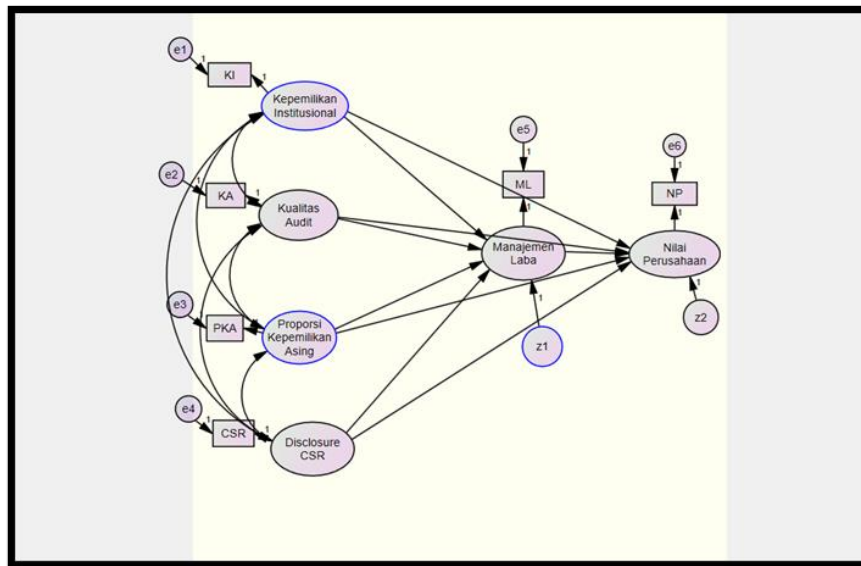 e1
1
KI
1
Kepemilikan
Institusional
e2
1
KA
1
Kualitas
Audit
e3
1
PKA
1
Proporsi
Kepemilikan
Asing
e4
1
CSR
1
Disclosure
CSR
e5
1
ML
1
Manajemen
Laba
1
z1
e6
1
NP
1
Nilai
Perusahaan
1
z2